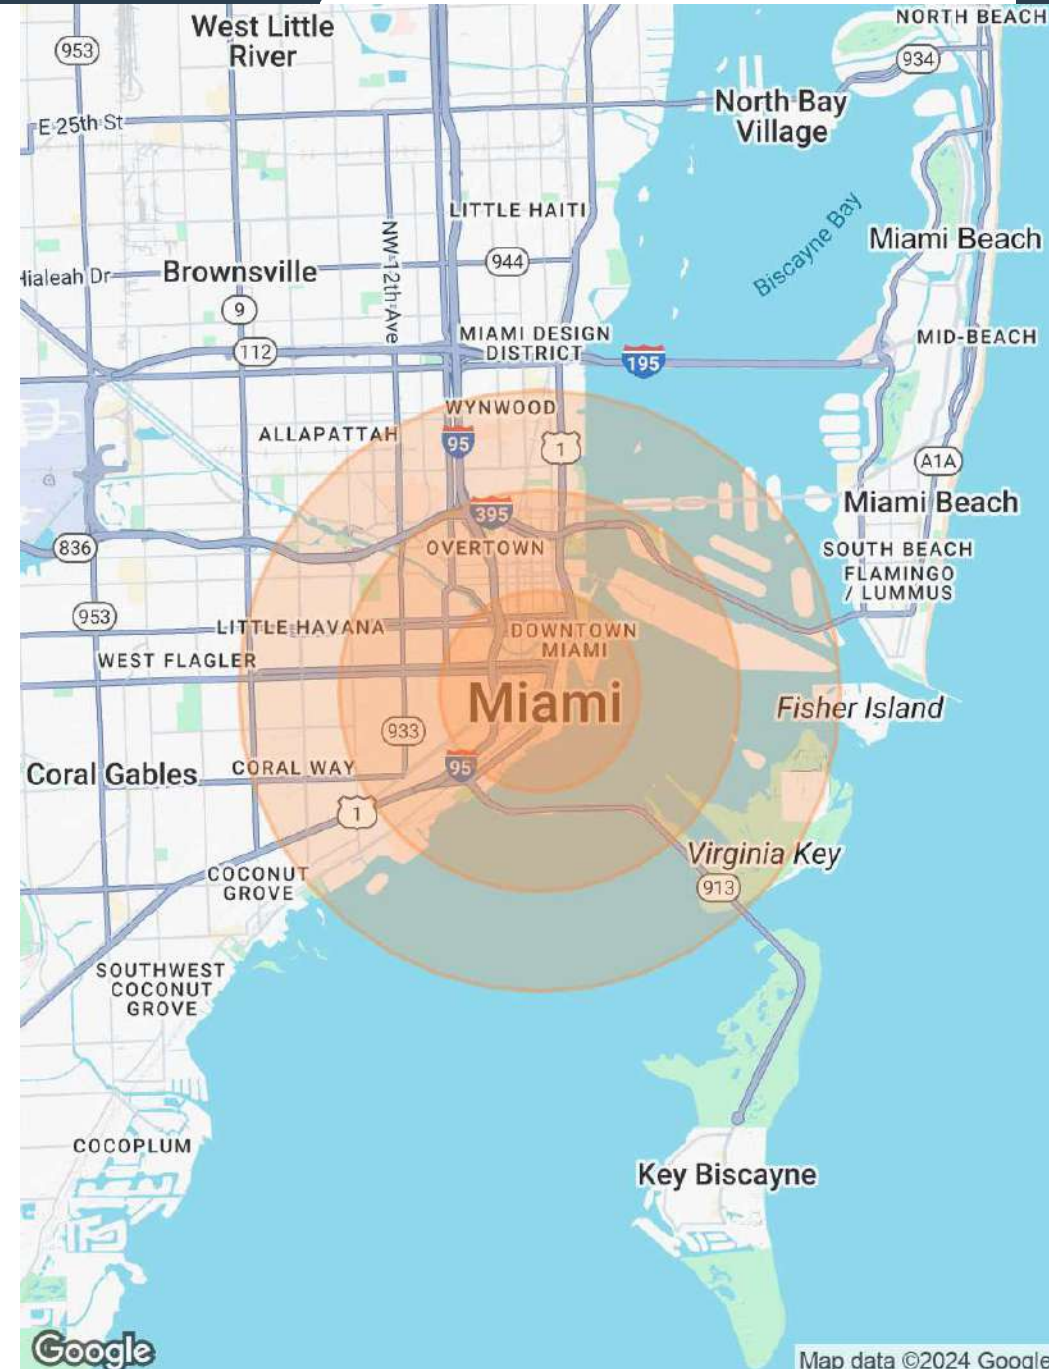 West Little
River
NORTH BEACH
953
934
North Bay
Village
E 25th St
LITTLE HAITI
NW 12th Ave
Biscayne Bay
Miami Beach
944
Hialeah Dr
Brownsville
9
MIAMI DESIGN
DISTRICT
MID-BEACH
112
195
WYNWOOD
ALLAPATTAH
95
1
A1A
Miami Beach
395
836
OVERTOWN
SOUTH BEACH
FLAMINGO
/ LUMMUS
953
LITTLE HAVANA
DOWNTOWN
MIAMI
WEST FLAGLER
Miami
Fisher Island
933
Coral Gables
CORAL WAY
95
1
Virginia Key
COCONUT
GROVE
913
SOUTHWEST
COCONUT
GROVE
COCOPLUM
Key Biscayne
Google
Map data ©2024 Google